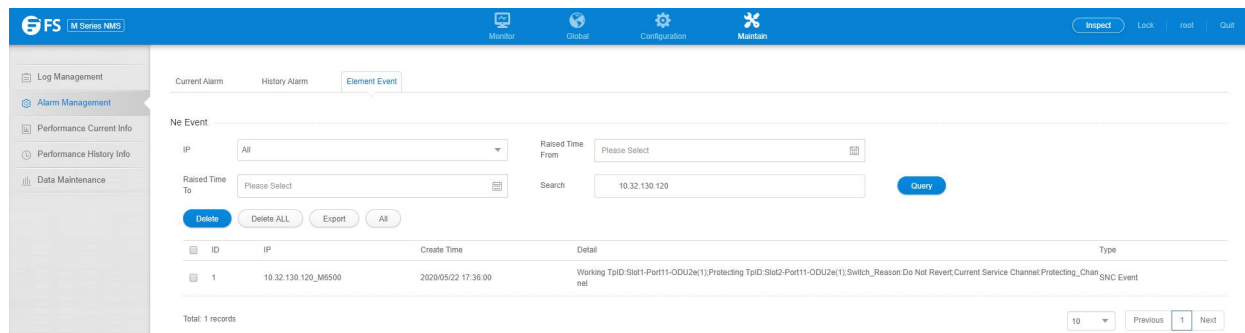 FS M Series NMS
Monitor Global Configuration Maintain
Inspect Lock root Quit
Log Management
Alarm Management
Performance Current Info
Performance History Info
Data Maintenance
Current Alarm History Alarm Element Event
Ne Event
IP All Raised Time From Please Select
Raised Time To Please Select Search 10.32.130.120 Query
Delete Delete ALL Export All
ID IP Create Time Detail Type
1 10.32.130.120_M6500 2020/05/22 17:36:00 Working TpID:Slot1-Port11-ODU2e(1);Protecting TpID:Slot2-Port11-ODU2e(1);Switch_Reason:Do Not Revert;Current Service Channel:Protecting_Chan
nel SNC Event
Total: 1 records
10 Previous 1 Next